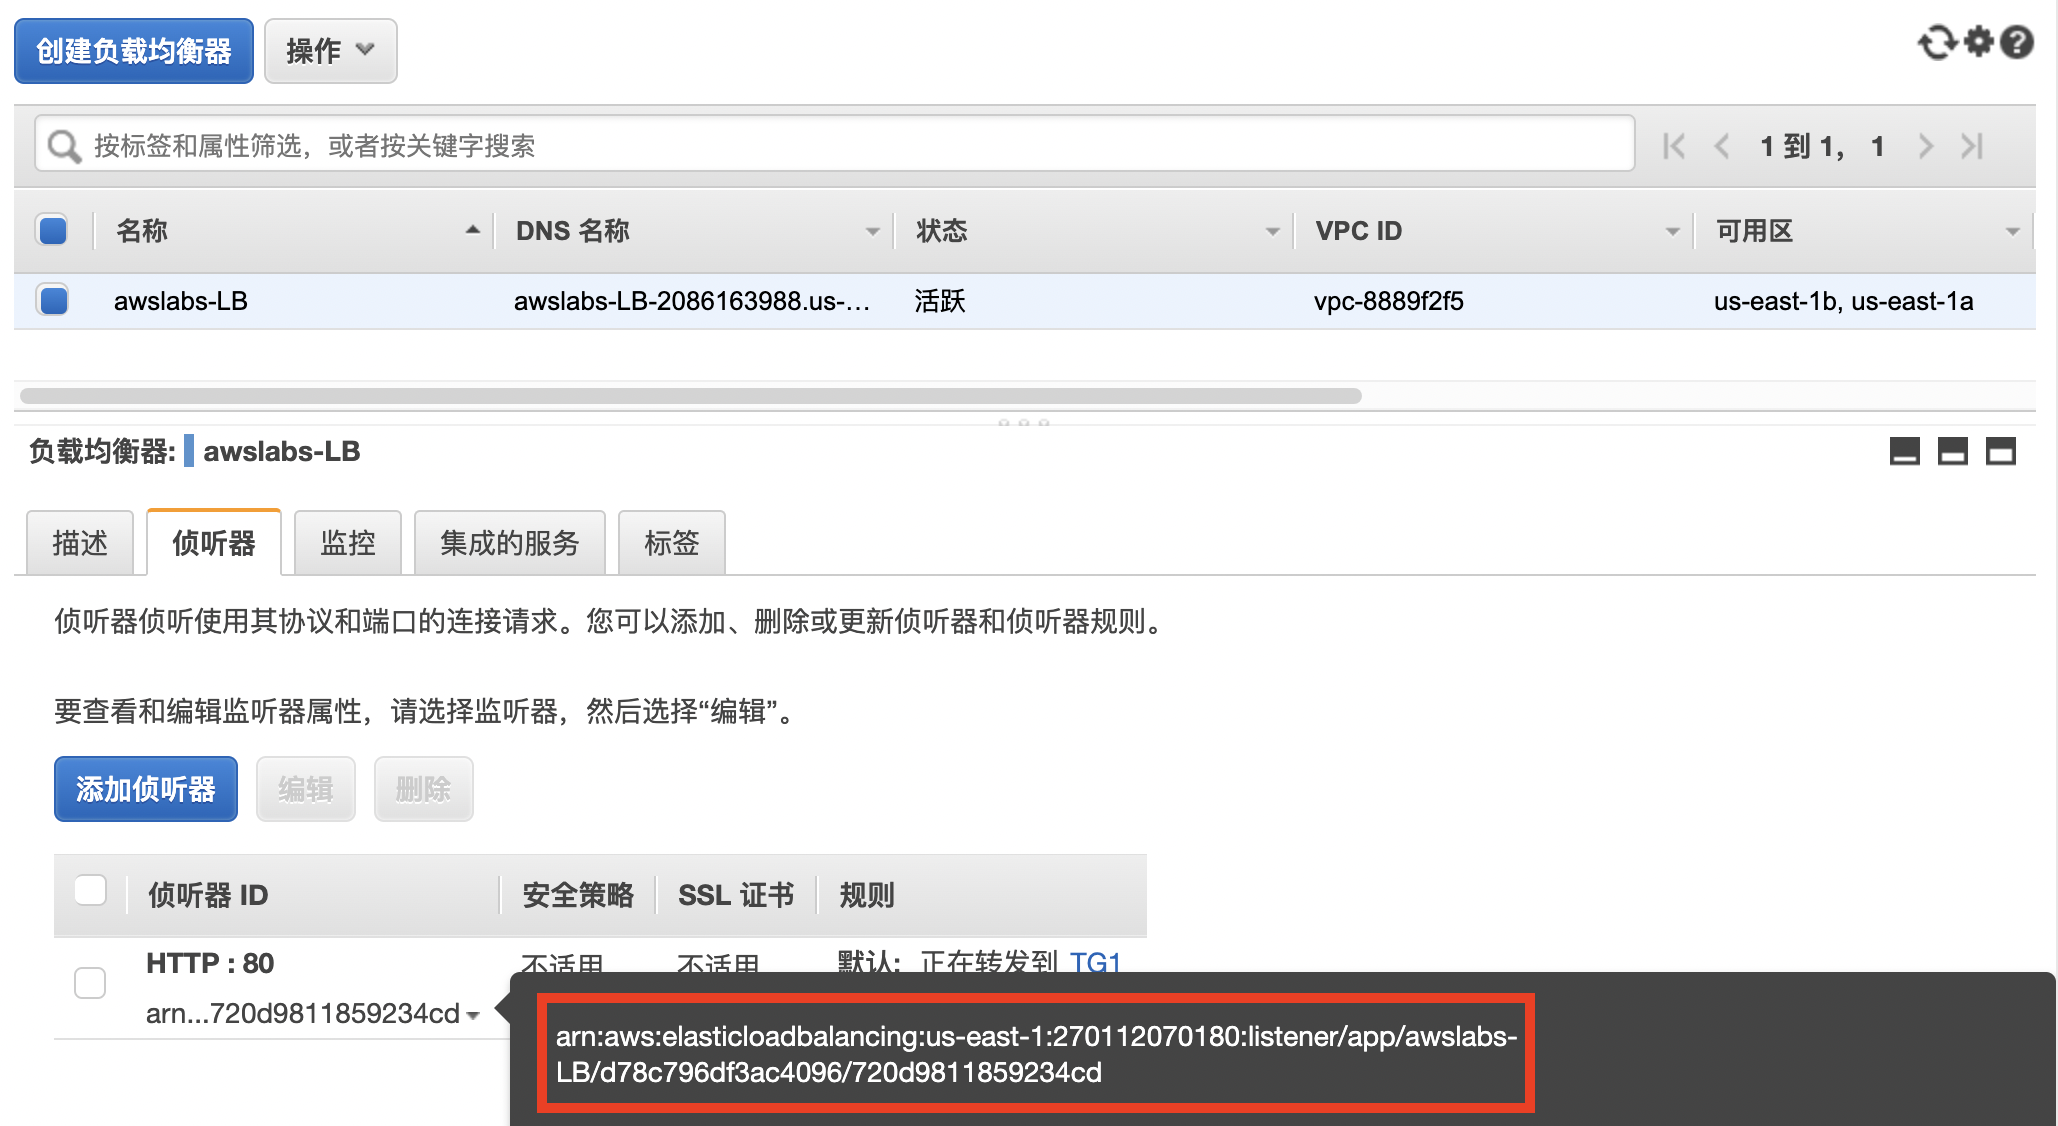 创建负载均衡器 操作
按标签和属性筛选，或者按关键字搜索 1 到 1， 1
名称 DNS 名称 状态 VPC ID 可用区
awslabs-LB awslabs-LB-2086163988.us-... 活跃 vpc-8889f2f5 us-east-1b, us-east-1a
负载均衡器: awslabs-LB
描述 侦听器 监控 集成的服务 标签
侦听器侦听使用其协议和端口的连接请求。您可以添加、删除或更新侦听器和侦听器规则。
要查看和编辑监听器属性，请选择监听器，然后选择“编辑”。
添加侦听器 编辑 删除
侦听器 ID 安全策略 SSL 证书 规则
HTTP : 80 不适用 不适用 默认: 正在转发到 TG1
arn...720d9811859234cd
arn:aws:elasticloadbalancing:us-east-1:270112070180:listener/app/awslabs-
LB/d78c796df3ac4096/720d9811859234cd